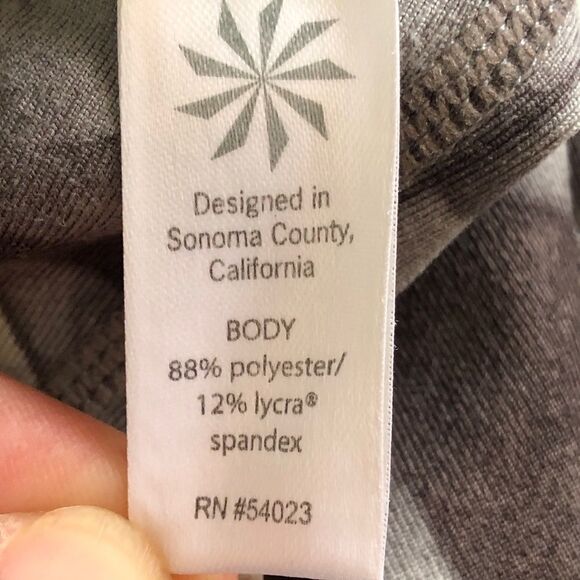 Designed in
Sonoma County,
California
BODY
88% polyester/
12% lycra®
spandex
RN #54023